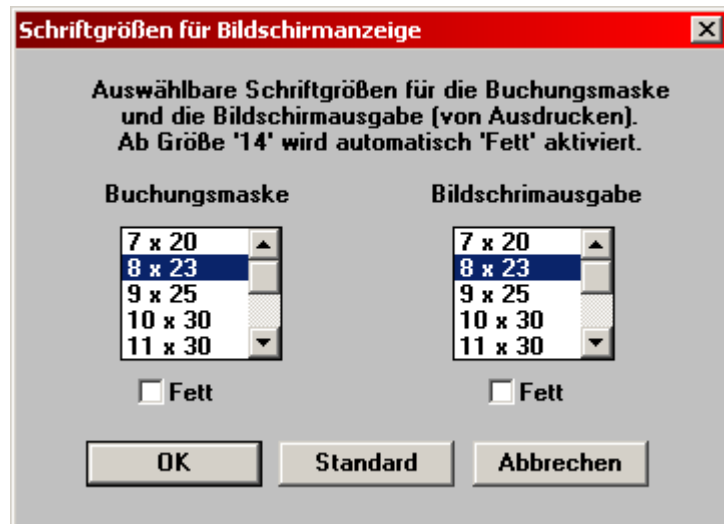 Schriftgrößen für Bildschirmanzeige
Auswählbare Schriftgrößen für die Buchungsmaske
und die Bildschirmausgabe (von Ausdrucken).
Ab Größe '14' wird automatisch 'Fett' aktiviert.
Buchungsmaske
Bildschrimausgabe
7 x 20
8 x 23
9 x 25
10 x 30
11 x 30
7 x 20
8 x 23
9 x 25
10 x 30
11 x 30
Fett
Fett
OK
Standard
Abbrechen